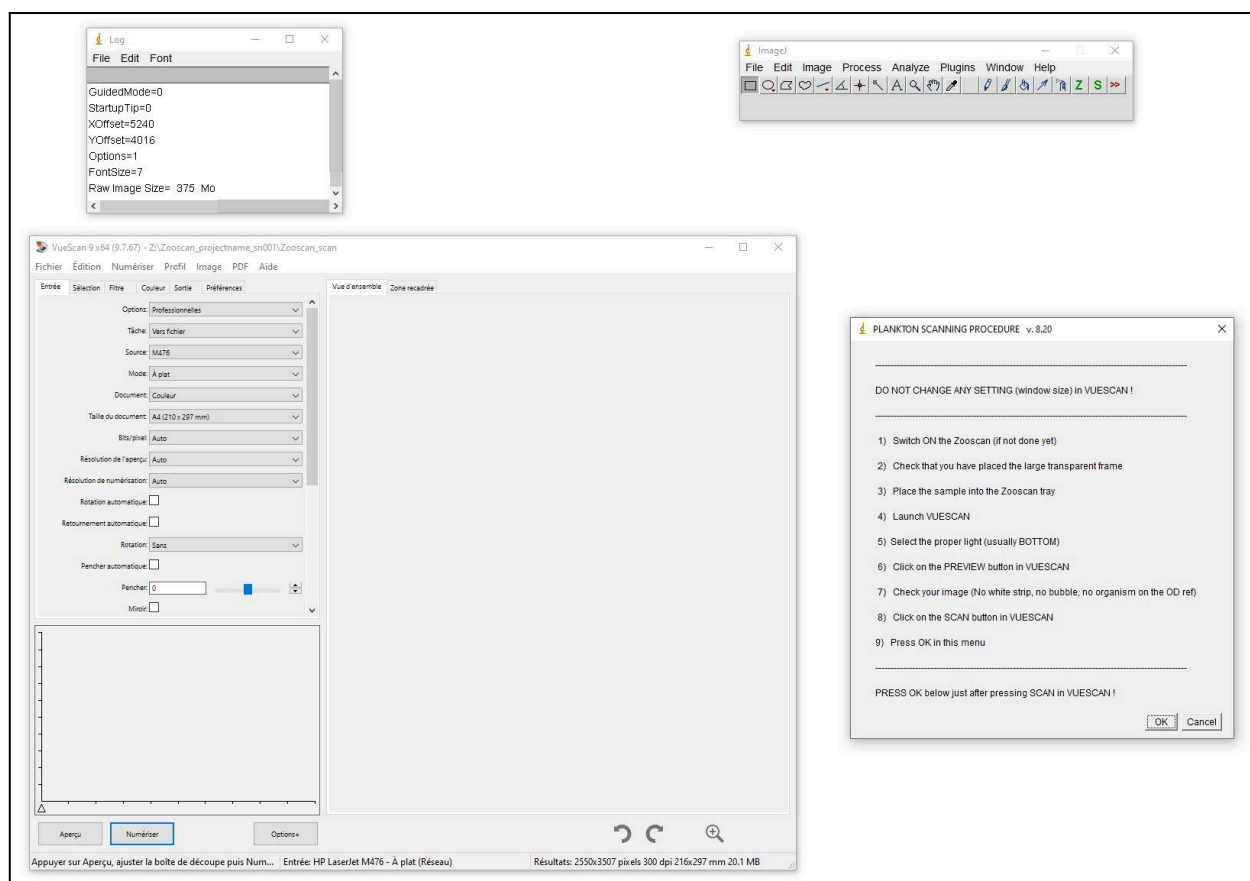 Log
File Edit Font
GuidedMode=0
StartupTip=0
XOffset=5240
YOffset=4016
Options=1
FontSize=7
Raw Image Size= 375 Mo
ImageJ
File Edit Image Process Analyze Plugins Window Help
A Z S >>
VueScan 9 x64 (9.7.67) - Z:\Zooscan_projectname_sn001\Zooscan_scan
Fichier Édition Numériser Profil Image PDF Aide
Entrée Sélection Filtre Couleur Sortie Préférences
Options: Professionnelles
Tâche: Vers fichier
Source: M476
Mode: À plat
Document: Couleur
Taille du document: A4 (210 x 297 mm)
Bits/pixel: Auto
Résolution de l'aperçu: Auto
Résolution de numérisation: Auto
Rotation automatique:
Retournement automatique:
Rotation: Sans
Pencher automatique:
Pencher: 0
Miroir:
Vue d'ensemble Zone recadrée
Aperçu Numériser Options+
Appuyer sur Aperçu, ajuster la boîte de découpe puis Num... Entrée: HP LaserJet M476 - À plat (Réseau) Résultats: 2550x3507 pixels 300 dpi 216x297 mm 20.1 MB
PLANKTON SCANNING PROCEDURE v. 8.20
DO NOT CHANGE ANY SETTING (window size) in VUESCAN !
1) Switch ON the Zooscan (if not done yet)
2) Check that you have placed the large transparent frame
3) Place the sample into the Zooscan tray
4) Launch VUESCAN
5) Select the proper light (usually BOTTOM)
6) Click on the PREVIEW button in VUESCAN
7) Check your image (No white strip, no bubble, no organism on the OD ref)
8) Click on the SCAN button in VUESCAN
9) Press OK in this menu
PRESS OK below just after pressing SCAN in VUESCAN !
OK Cancel